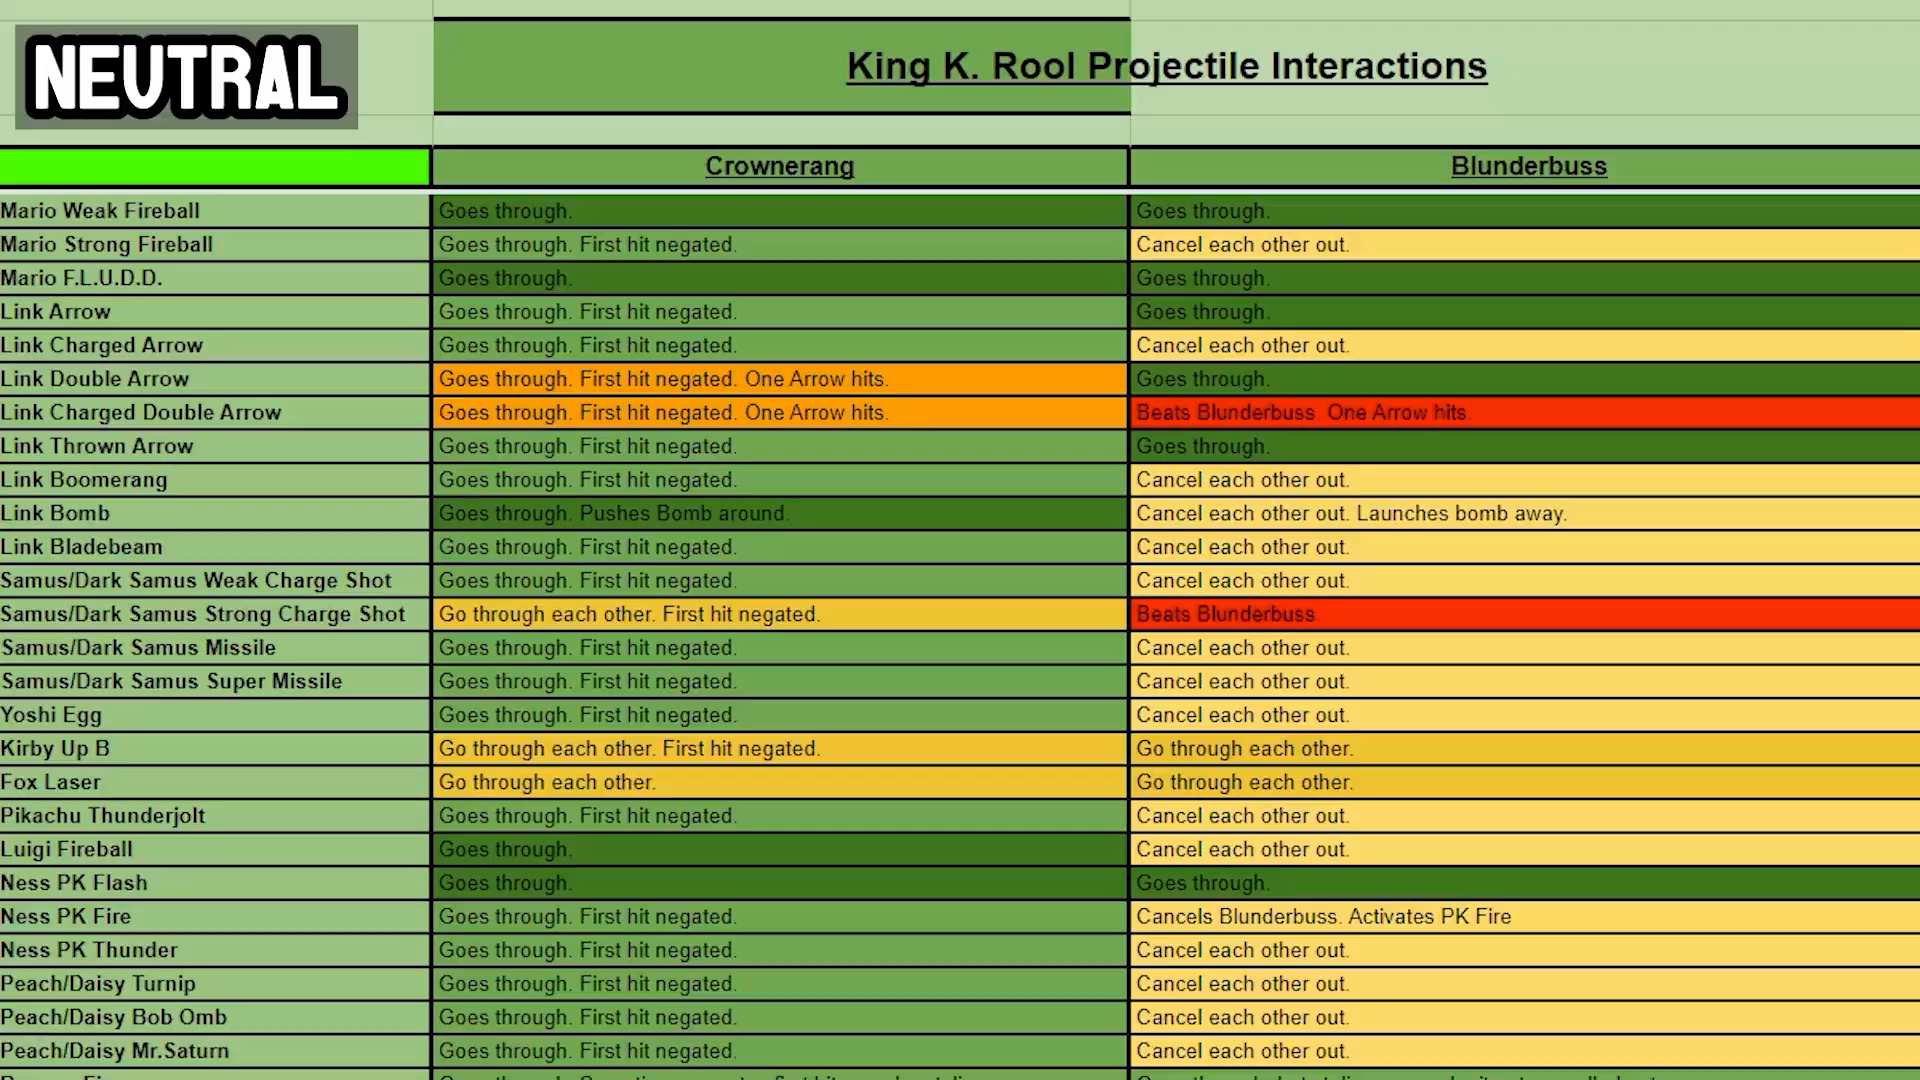 NEUTRAL
King K. Rool Projectile Interactions
Crownerang Blunderbuss
Mario Weak Fireball Goes through. Goes through.
Mario Strong Fireball Goes through. First hit negated. Cancel each other out.
Mario F.L.U.D.D. Goes through. Goes through.
Link Arrow Goes through. First hit negated. Goes through.
Link Charged Arrow Goes through. First hit negated. Cancel each other out.
Link Double Arrow Goes through. First hit negated. One Arrow hits. Goes through.
Link Charged Double Arrow Goes through. First hit negated. One Arrow hits. Beats Blunderbuss. One Arrow hits.
Link Thrown Arrow Goes through. First hit negated. Goes through.
Link Boomerang Goes through. First hit negated. Cancel each other out.
Link Bomb Goes through. Pushes Bomb around. Cancel each other out. Launches bomb away.
Link Bladebeam Goes through. First hit negated. Cancel each other out.
Samus/Dark Samus Weak Charge Shot Goes through. First hit negated. Cancel each other out.
Samus/Dark Samus Strong Charge Shot Go through each other. First hit negated. Beats Blunderbuss.
Samus/Dark Samus Missile Goes through. First hit negated. Cancel each other out.
Samus/Dark Samus Super Missile Goes through. First hit negated. Cancel each other out.
Yoshi Egg Goes through. First hit negated. Cancel each other out.
Kirby Up B Go through each other. First hit negated. Go through each other.
Fox Laser Go through each other. Go through each other.
Pikachu Thunderjolt Goes through. First hit negated. Cancel each other out.
Luigi Fireball Goes through. Cancel each other out.
Ness PK Flash Goes through. Goes through.
Ness PK Fire Goes through. First hit negated. Cancels Blunderbuss. Activates PK Fire
Ness PK Thunder Goes through. First hit negated. Cancel each other out.
Peach/Daisy Turnip Goes through. First hit negated. Cancel each other out.
Peach/Daisy Bob Omb Goes through. First hit negated. Cancel each other out.
Peach/Daisy Mr.Saturn Goes through. First hit negated. Cancel each other out.